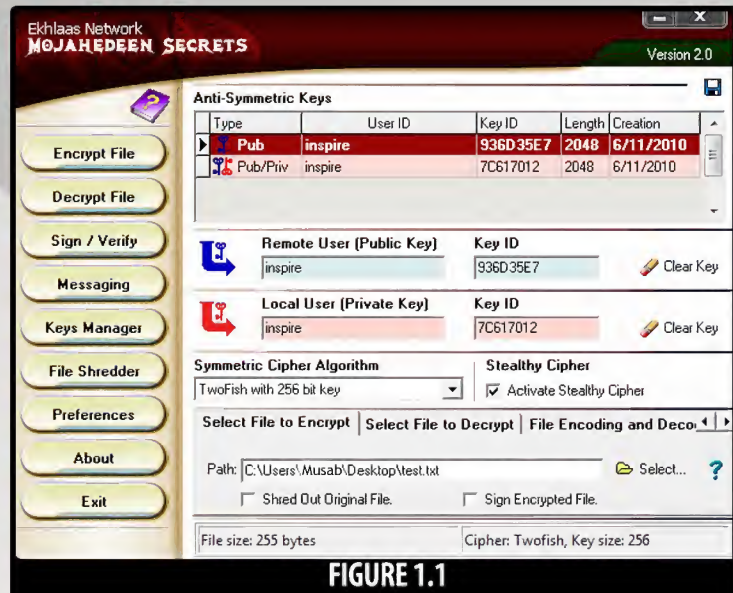 Ekhlaas Network
MOJAHEDEEN SECRETS
Version 2.0
Anti-Symmetric Keys
Type User ID Key ID Length Creation
Pub inspire 936D35E7 2048 6/11/2010
Pub/Priv inspire 7C617012 2048 6/11/2010
Encrypt File
Decrypt File
Sign / Verify
Messaging
Keys Manager
File Shredder
Preferences
About
Exit
Remote User (Public Key) Key ID
inspire 936D35E7 Clear Key
Local User (Private Key) Key ID
inspire 7C617012 Clear Key
Symmetric Cipher Algorithm Stealthy Cipher
TwoFish with 256 bit key Activate Stealthy Cipher
Select File to Encrypt Select File to Decrypt File Encoding and Deco
Path: C:\Users\Musab\Desktop\test.txt Select... ?
Shred Out Original File. Sign Encrypted File.
File size: 255 bytes Cipher: Twofish, Key size: 256
FIGURE 1.1